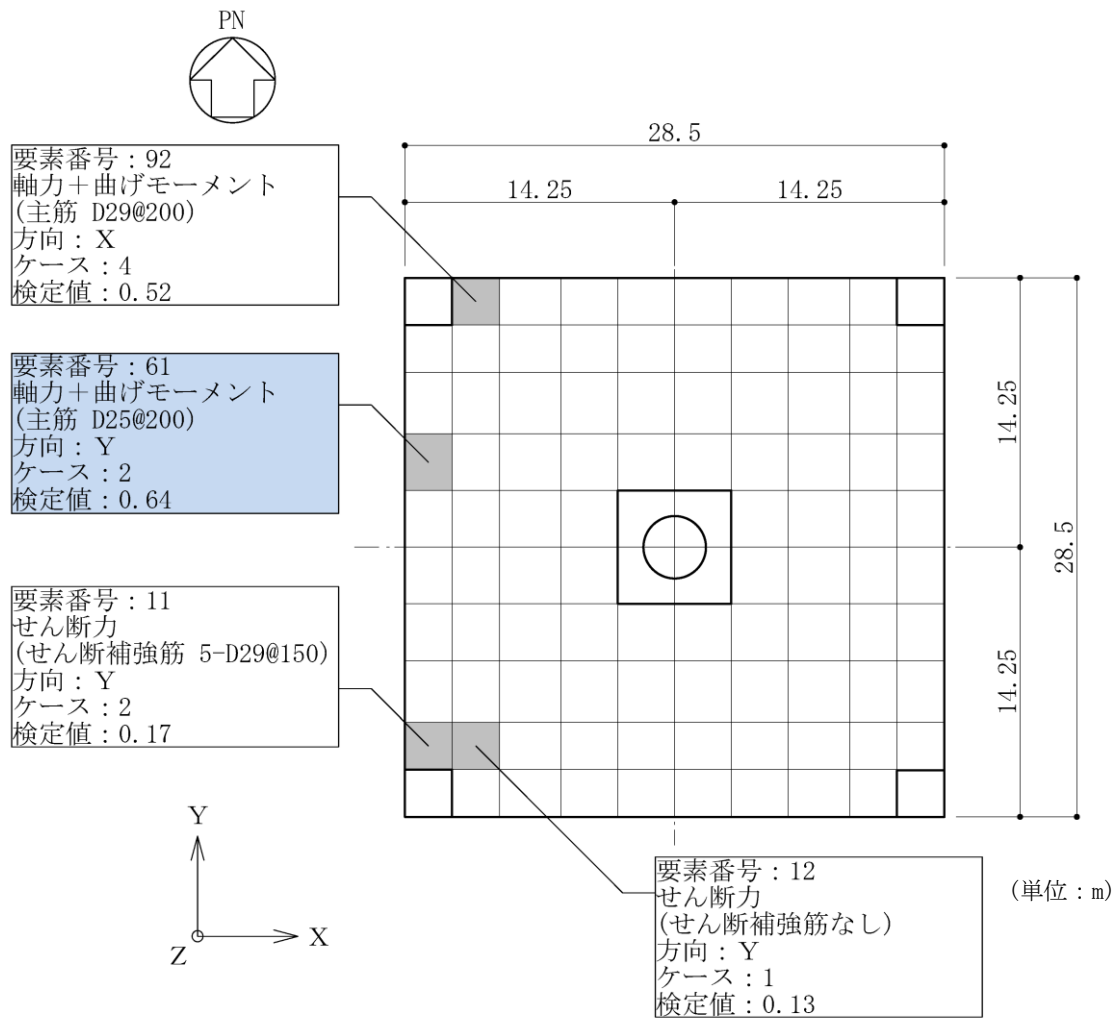 PN
28.5
14.25
14.25
要素番号：92
軸力＋曲げモーメント
(主筋 D29@200)
方向：X
ケース：4
検定値：0.52
要素番号：61
軸力＋曲げモーメント
(主筋 D25@200)
方向：Y
ケース：2
検定値：0.64
14.25
28.5
14.25
要素番号：11
せん断力
(せん断補強筋 5-D29@150)
方向：Y
ケース：2
検定値：0.17
Y
X
Z
要素番号：12
せん断力
(せん断補強筋なし)
方向：Y
ケース：1
検定値：0.13
(単位：m)